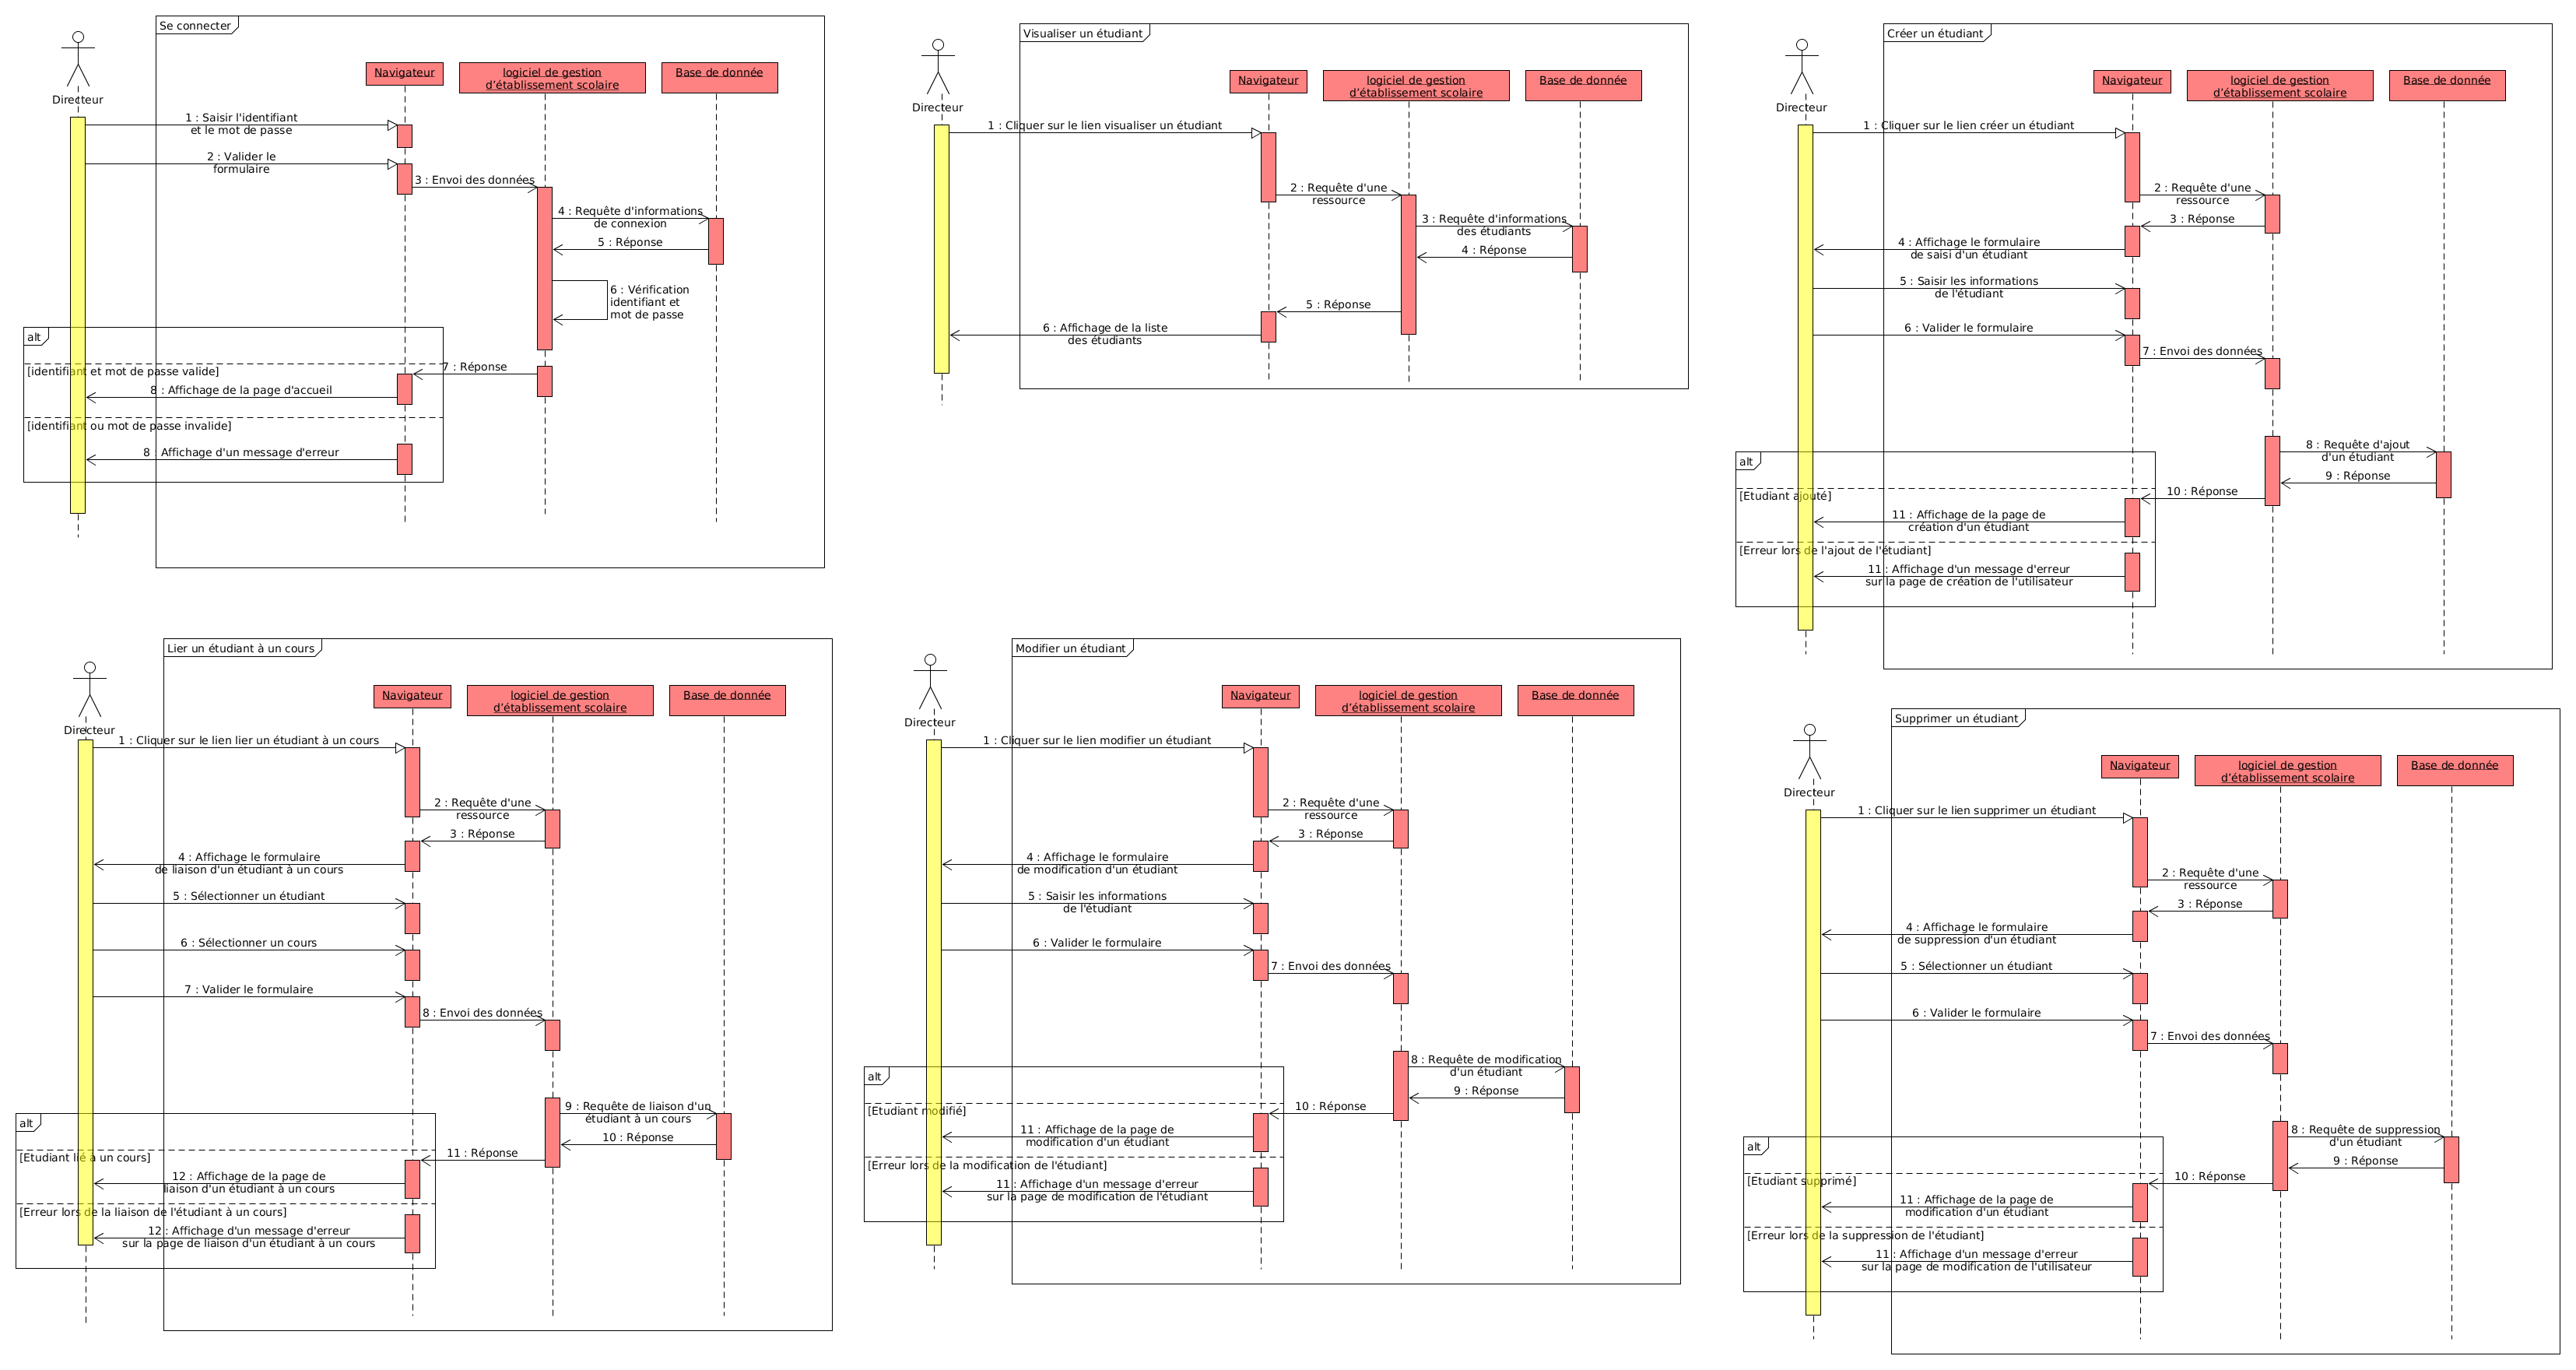 Se connecter
Directeur
Navigateur
logiciel de gestion
d'établissement scolaire
Base de donnée
1 : Saisir l'identifiant
et le mot de passe
2 : Valider le
formulaire
3 : Envoi des données
4 : Requête d'informations
de connexion
5 : Réponse
6 : Vérification
identifiant et
mot de passe
alt
7 : Réponse
[identifiant et mot de passe valide]
8 : Affichage de la page d'accueil
[identifiant ou mot de passe invalide]
8 : Affichage d'un message d'erreur
Visualiser un étudiant
Directeur
Navigateur
logiciel de gestion
d'établissement scolaire
Base de donnée
1 : Cliquer sur le lien visualiser un étudiant
2 : Requête d'une
ressource
3 : Requête d'informations
des étudiants
4 : Réponse
5 : Réponse
6 : Affichage de la liste
des étudiants
Créer un étudiant
Directeur
Navigateur
logiciel de gestion
d'établissement scolaire
Base de donnée
1 : Cliquer sur le lien créer un étudiant
2 : Requête d'une
ressource
3 : Réponse
4 : Affichage le formulaire
de saisi d'un étudiant
5 : Saisir les informations
de l'étudiant
6 : Valider le formulaire
7 : Envoi des données
8 : Requête d'ajout
d'un étudiant
alt
9 : Réponse
10 : Réponse
[Etudiant ajouté]
11 : Affichage de la page de
création d'un étudiant
[Erreur lors de l'ajout de l'étudiant]
11 : Affichage d'un message d'erreur
sur la page de création de l'utilisateur
Lier un étudiant à un cours
Directeur
Navigateur
logiciel de gestion
d'établissement scolaire
Base de donnée
1 : Cliquer sur le lien lier un étudiant à un cours
2 : Requête d'une
ressource
3 : Réponse
4 : Affichage le formulaire
de liaison d'un étudiant à un cours
5 : Sélectionner un étudiant
6 : Sélectionner un cours
7 : Valider le formulaire
8 : Envoi des données
9 : Requête de liaison d'un
étudiant à un cours
alt
10 : Réponse
11 : Réponse
[Etudiant lié à un cours]
12 : Affichage de la page de
liaison d'un étudiant à un cours
[Erreur lors de la liaison de l'étudiant à un cours]
12 : Affichage d'un message d'erreur
sur la page de liaison d'un étudiant à un cours
Modifier un étudiant
Directeur
Navigateur
logiciel de gestion
d'établissement scolaire
Base de donnée
1 : Cliquer sur le lien modifier un étudiant
2 : Requête d'une
ressource
3 : Réponse
4 : Affichage le formulaire
de modification d'un étudiant
5 : Saisir les informations
de l'étudiant
6 : Valider le formulaire
7 : Envoi des données
8 : Requête de modification
d'un étudiant
alt
9 : Réponse
10 : Réponse
[Etudiant modifié]
11 : Affichage de la page de
modification d'un étudiant
[Erreur lors de la modification de l'étudiant]
11 : Affichage d'un message d'erreur
sur la page de modification de l'étudiant
Supprimer un étudiant
Directeur
Navigateur
logiciel de gestion
d'établissement scolaire
Base de donnée
1 : Cliquer sur le lien supprimer un étudiant
2 : Requête d'une
ressource
3 : Réponse
4 : Affichage le formulaire
de suppression d'un étudiant
5 : Sélectionner un étudiant
6 : Valider le formulaire
7 : Envoi des données
8 : Requête de suppression
d'un étudiant
alt
9 : Réponse
10 : Réponse
[Etudiant supprimé]
11 : Affichage de la page de
modification d'un étudiant
[Erreur lors de la suppression de l'étudiant]
11 : Affichage d'un message d'erreur
sur la page de modification de l'utilisateur